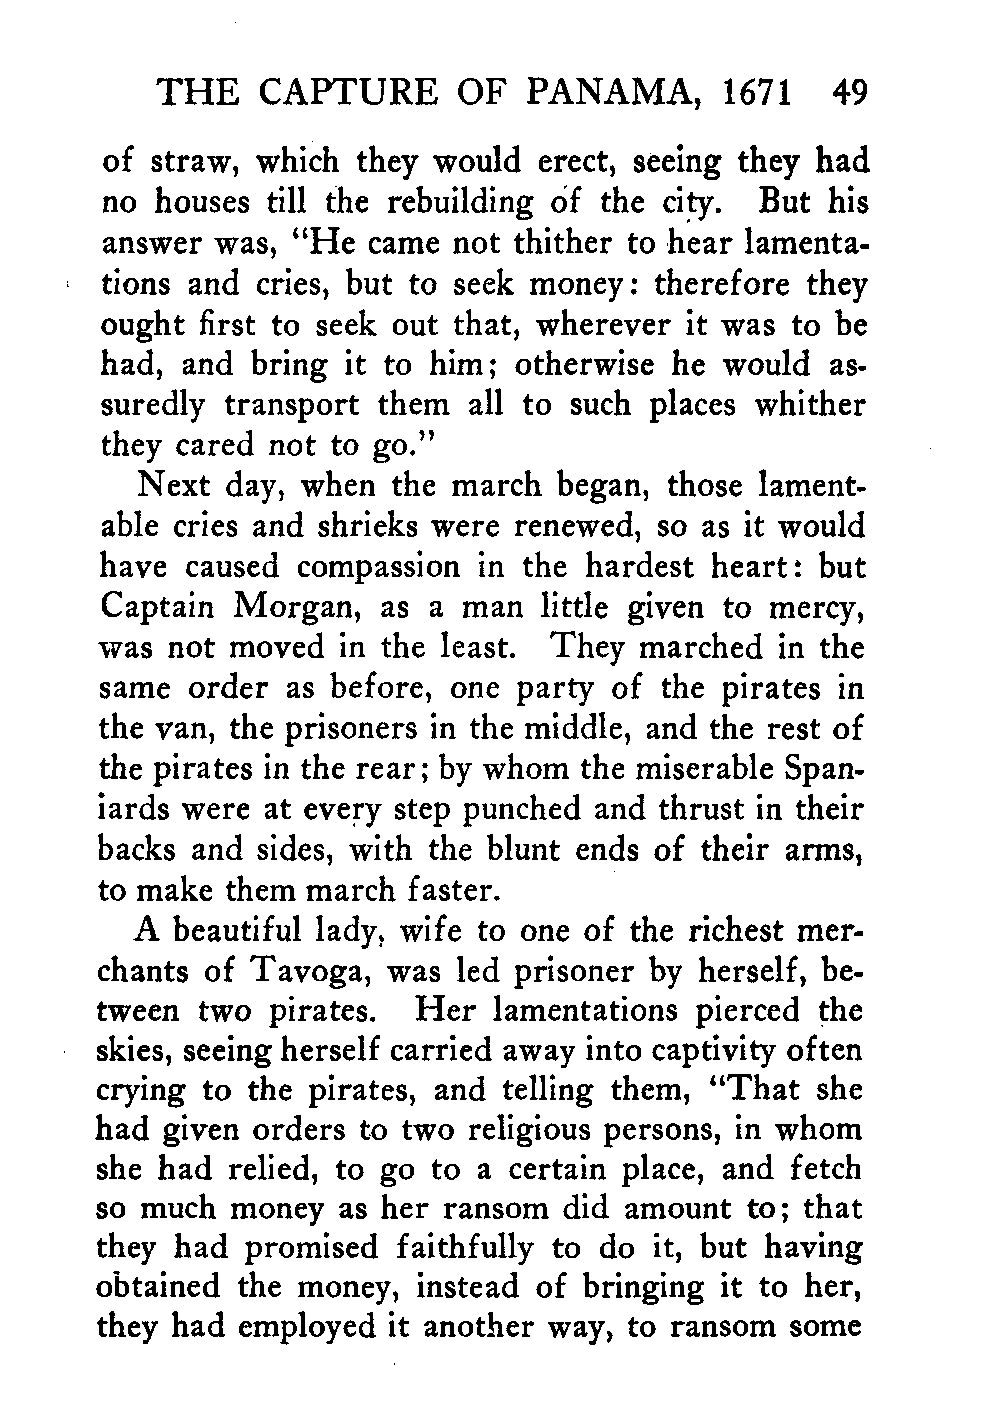 THE CAPTURE OF PANAMA, 1671 49
of straw, which they would erect, seeing they had
no houses till the rebuilding of the city. But his
answer was, "He came not thither to hear lamenta-
tions and cries, but to seek money: therefore they
ought first to seek out that, wherever it was to be
had, and bring it to him; otherwise he would as-
suredly transport them all to such places whither
they cared not to go."
Next day, when the march began, those lament-
able cries and shrieks were renewed, so as it would
have caused compassion in the hardest heart: but
Captain Morgan, as a man little given to mercy,
was not moved in the least. They marched in the
same order as before, one party of the pirates in
the van, the prisoners in the middle, and the rest of
the pirates in the rear; by whom the miserable Span-
iards were at every step punched and thrust in their
backs and sides, with the blunt ends of their arms,
to make them march faster.
A beautiful lady, wife to one of the richest mer-
chants of Tavoga, was led prisoner by herself, be-
tween two pirates. Her lamentations pierced the
skies, seeing herself carried away into captivity often
crying to the pirates, and telling them, "That she
had given orders to two religious persons, in whom
she had relied, to go to a certain place, and fetch
so much money as her ransom did amount to; that
they had promised faithfully to do it, but having
obtained the money, instead of bringing it to her,
they had employed it another way, to ransom some